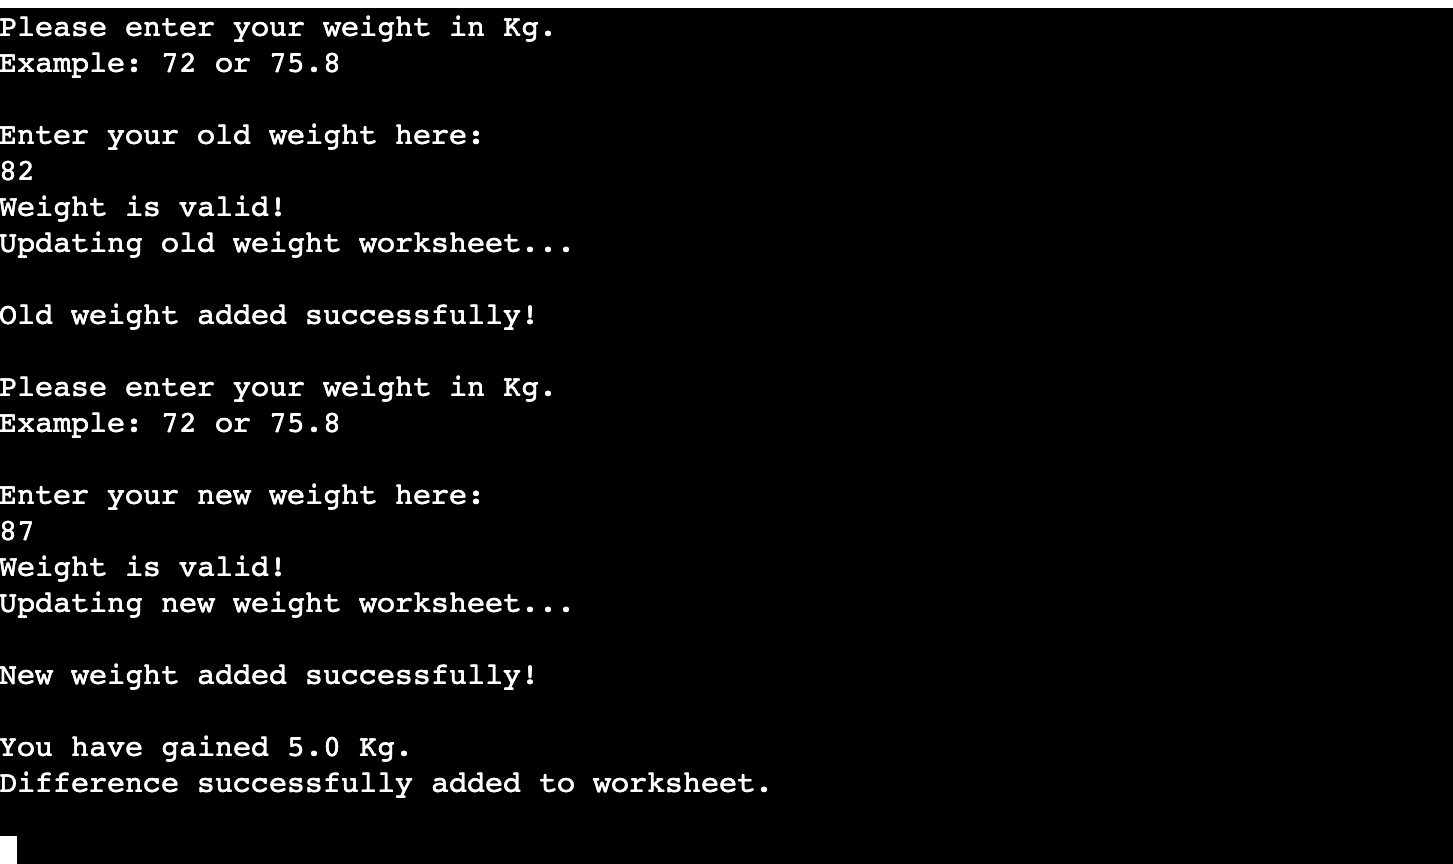 Please enter your weight in Kg.
Example: 72 or 75.8
Enter your old weight here:
82
Weight is valid!
Updating old weight worksheet...
Old weight added successfully!
Please enter your weight in Kg.
Example: 72 or 75.8
Enter your new weight here:
87
Weight is valid!
Updating new weight worksheet...
New weight added successfully!
You have gained 5.0 Kg.
Difference successfully added to worksheet.